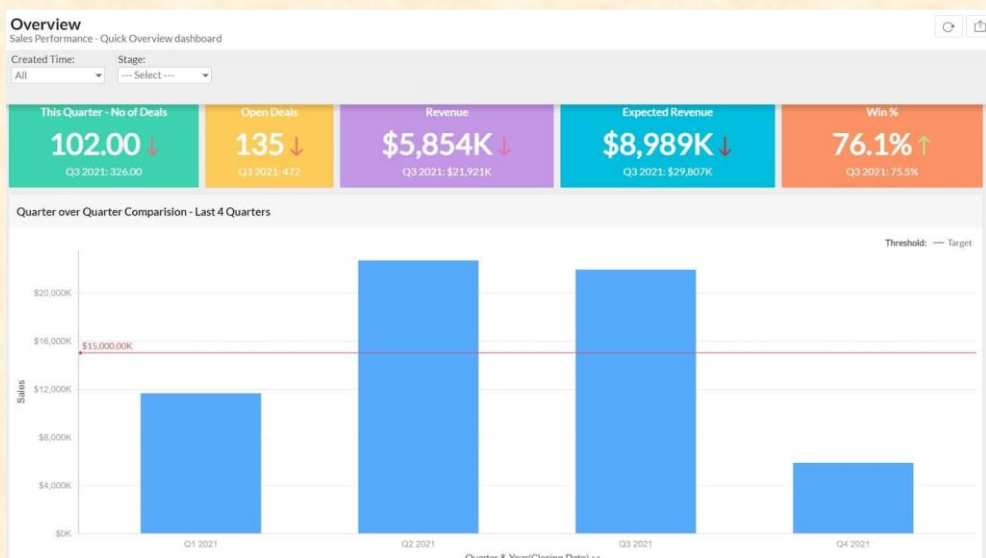 Overview
Sales Performance - Quick Overview dashboard
Created Time: Stage:
All --- Select ---
This Quarter - No of Deals Open Deals Revenue Expected Revenue Win %
102.00 135 $5,854K $8,989K 76.1%
Q3 2021: 326.00 Q3 2021: 472 Q3 2021: $21,921K Q3 2021: $29,807K Q3 2021: 75.5%
Quarter over Quarter Comparision - Last 4 Quarters
Threshold: Target
$20,000K
$16,000K
$15,000.00K
$12,000K
Sales
$8,000K
$4,000K
$0K
Q1 2021 Q2 2021 Q3 2021 Q4 2021
Quarter & Year(Closing Date)